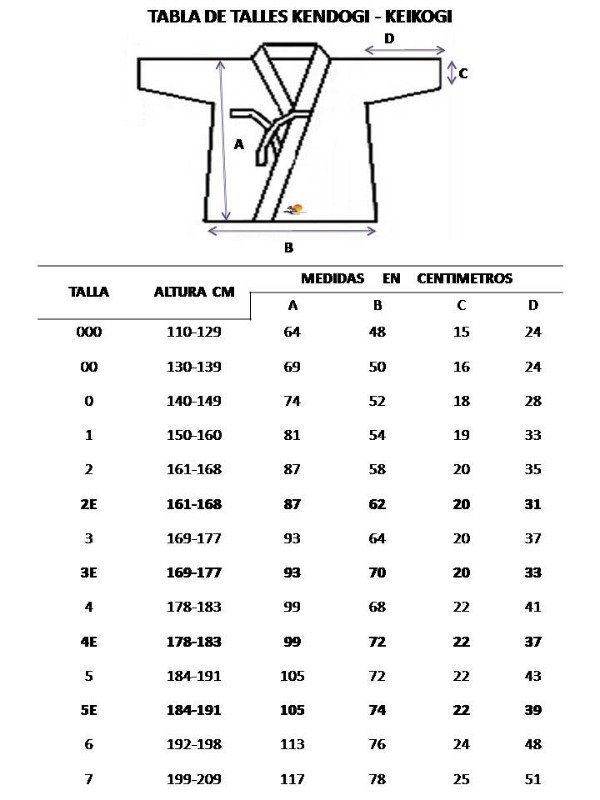 TABLA DE TALLES KENDOGI - KEIKOGI
D
C
A
B
TALLA ALTURA CM MEDIDAS EN CENTIMETROS
A B C D
000 110-129 64 48 15 24
00 130-139 69 50 16 24
0 140-149 74 52 18 28
1 150-160 81 54 19 33
2 161-168 87 58 20 35
2E 161-168 87 62 20 31
3 169-177 93 64 20 37
3E 169-177 93 70 20 33
4 178-183 99 68 22 41
4E 178-183 99 72 22 37
5 184-191 105 72 22 43
5E 184-191 105 74 22 39
6 192-198 113 76 24 48
7 199-209 117 78 25 51